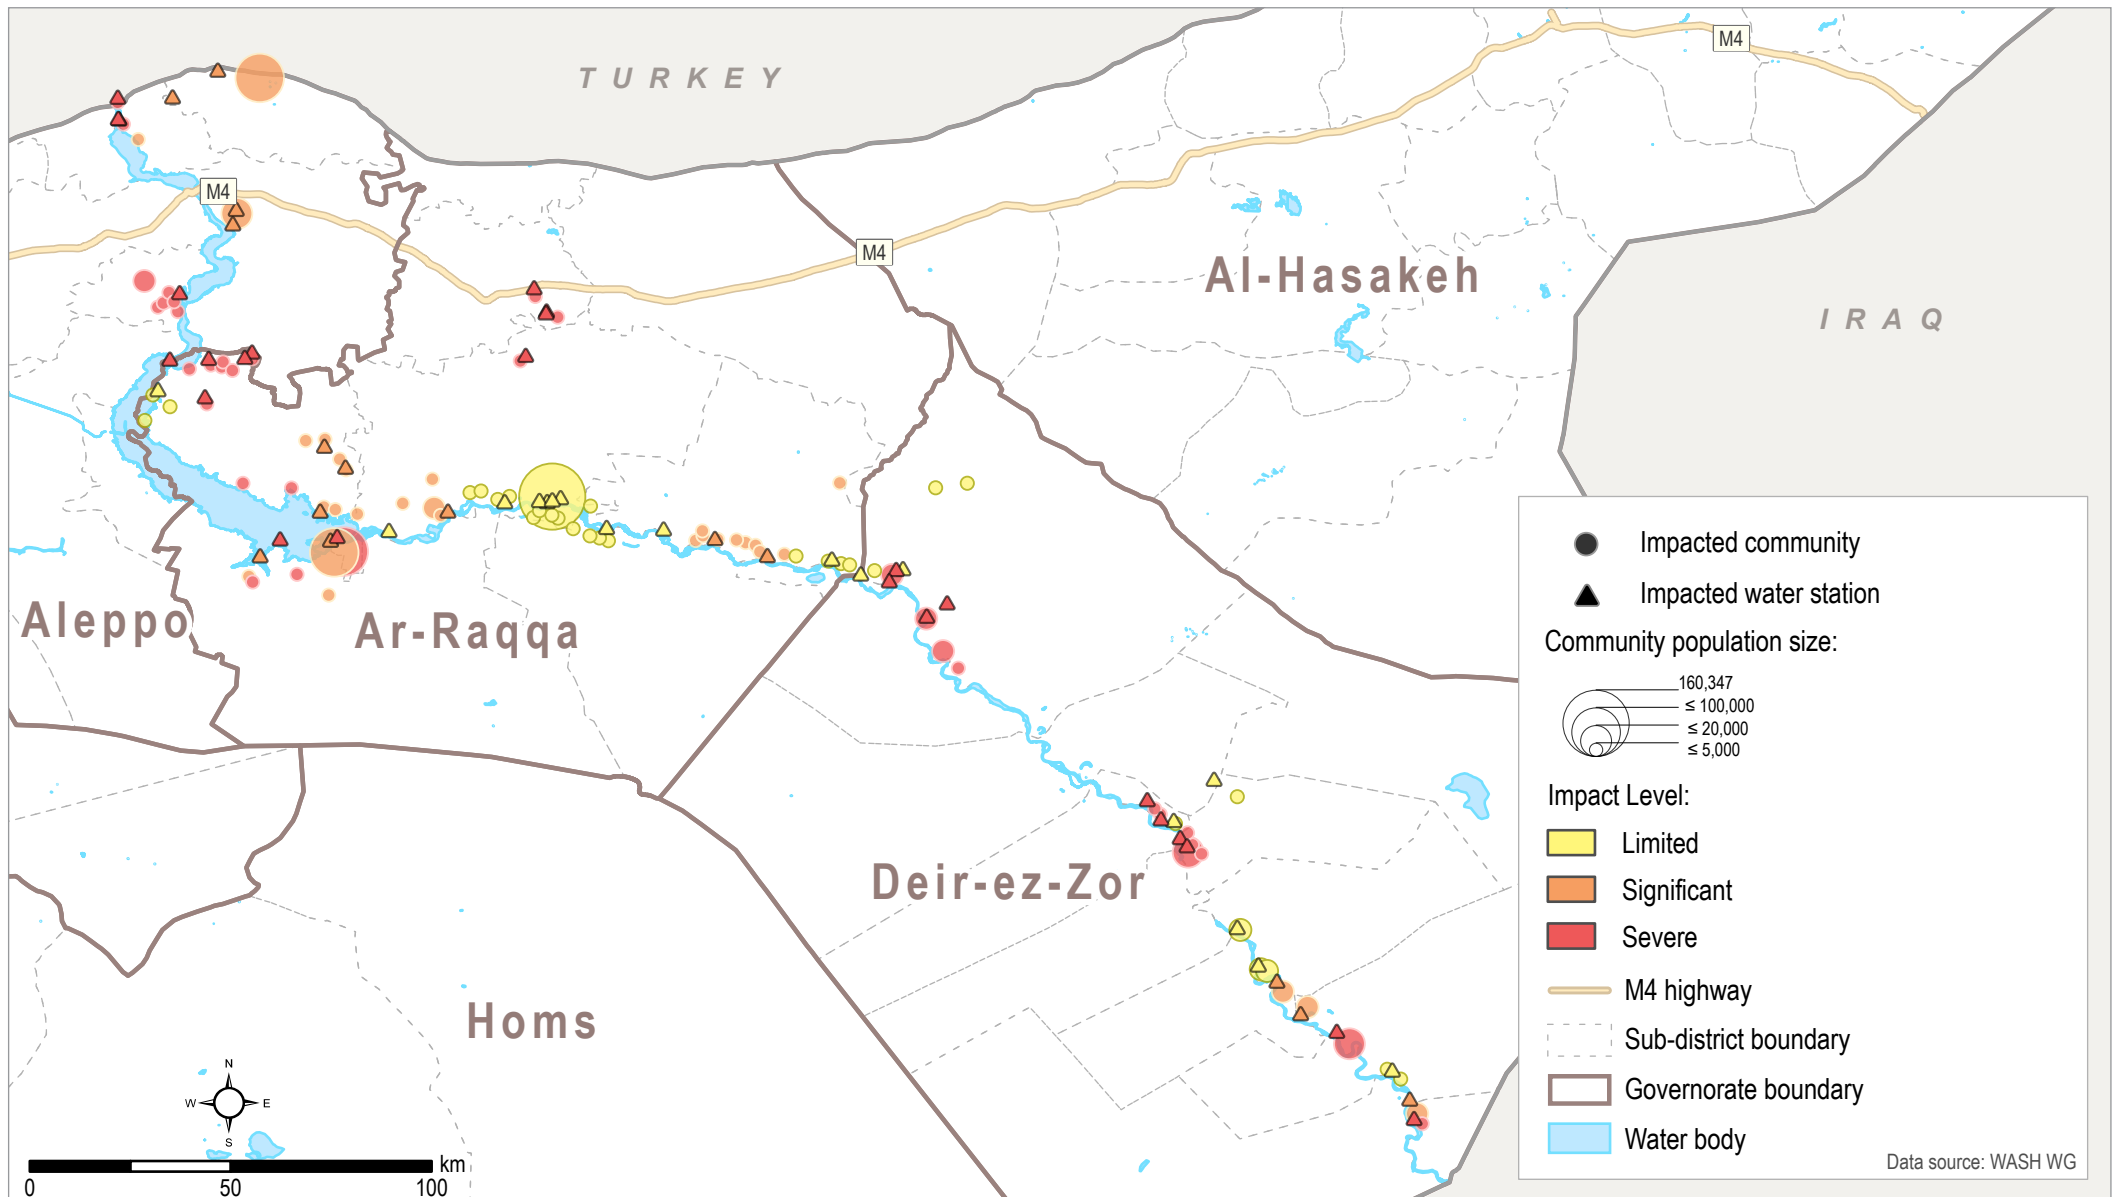 TURKEY
M4
M4
M4
Al-Hasakeh
IRAQ
Aleppo
Ar-Raqqa
Deir-ez-Zor
Homs
N
W
E
S
km
0
50
100
Impacted community
Impacted water station
Community population size:
160,347
≤ 100,000
≤ 20,000
≤ 5,000
Impact Level:
Limited
Significant
Severe
M4 highway
Sub-district boundary
Governorate boundary
Water body
Data source: WASH WG